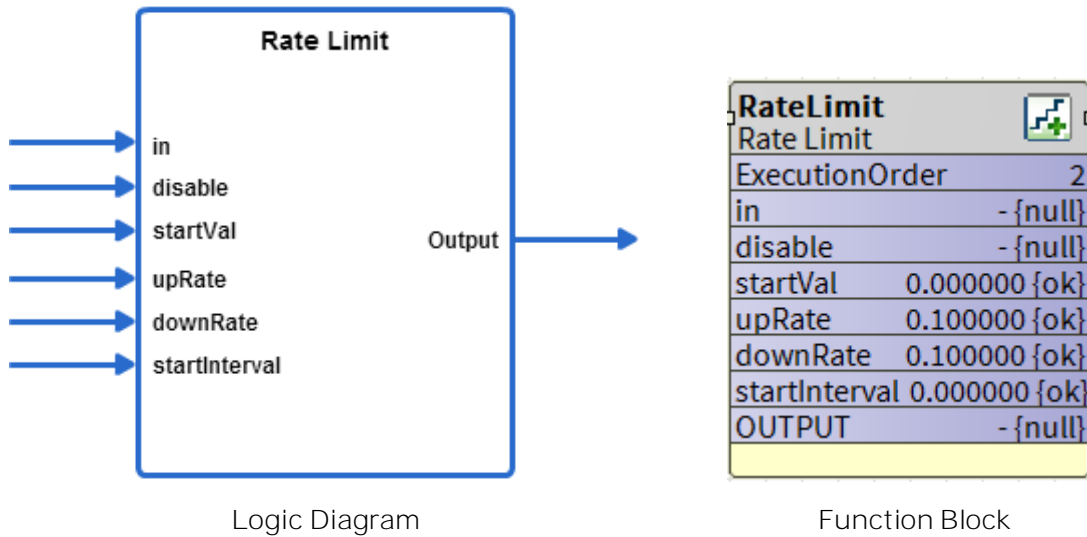 Rate Limit
in
disable
startVal
upRate
downRate
startInterval
Output
Logic Diagram
RateLimit
Rate Limit
ExecutionOrder 2
in - {null}
disable - {null}
startVal 0.000000 {ok}
upRate 0.100000 {ok}
downRate 0.100000 {ok}
startInterval 0.000000 {ok}
OUTPUT - {null}
Function Block